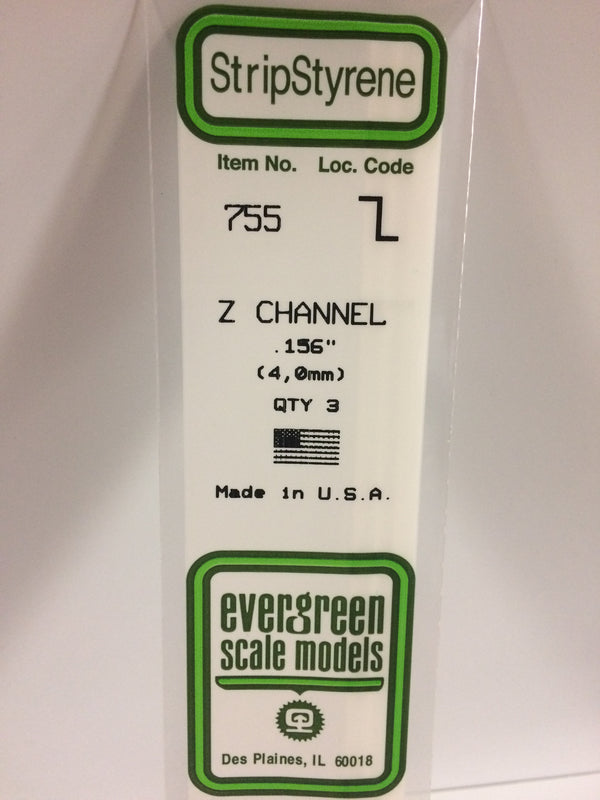 StripStyrene
Item No. Loc. Code
755
Z CHANNEL
.156"
(4,0mm)
QTY 3
Made in U.S.A.
evergreen
scale models
Des Plaines, IL 60018